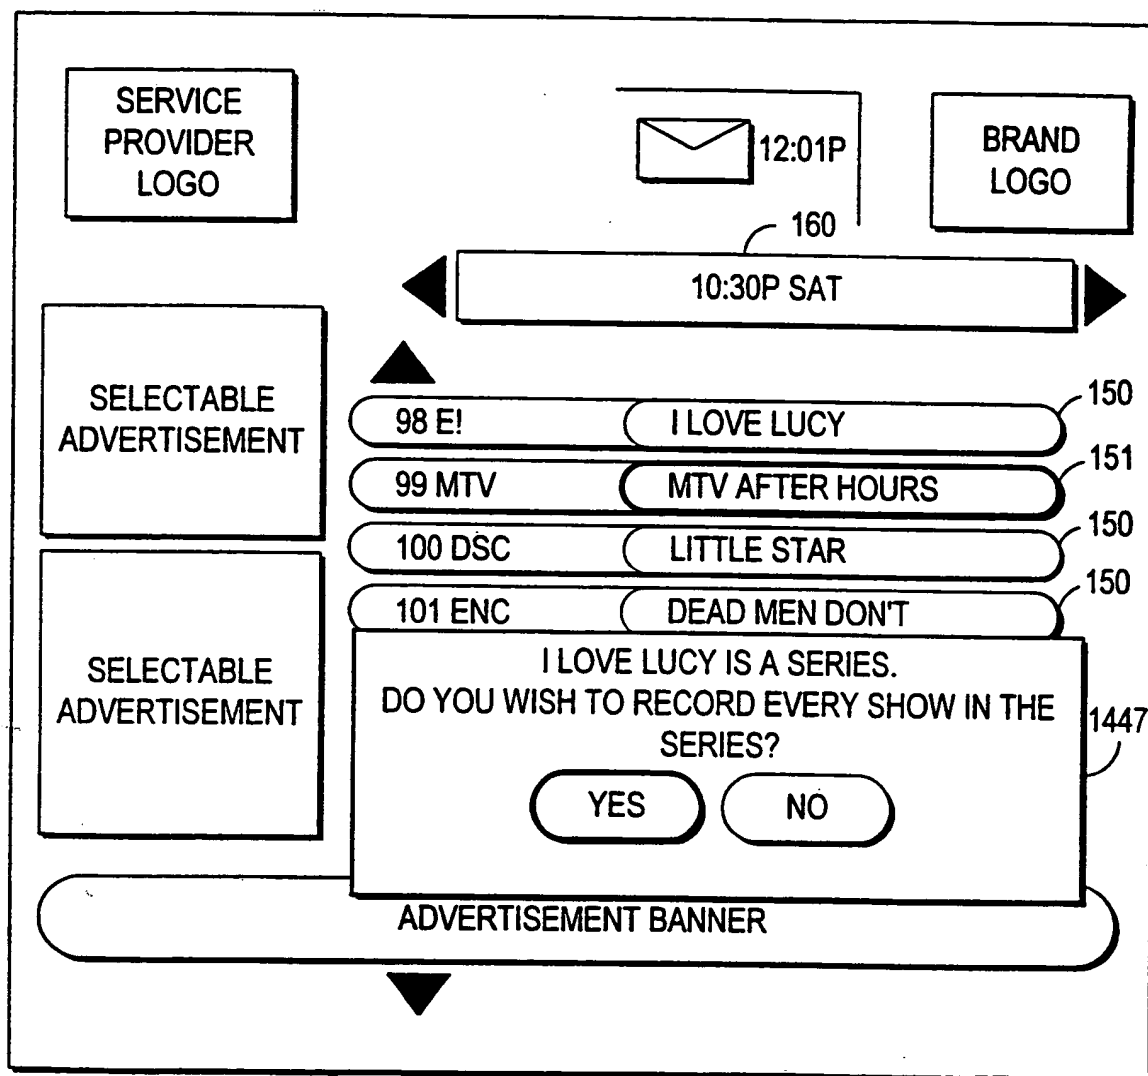 SERVICE
PROVIDER
LOGO
12:01P
BRAND
LOGO
160
10:30P SAT
SELECTABLE
ADVERTISEMENT
98 E! I LOVE LUCY 150
99 MTV MTV AFTER HOURS 151
100 DSC LITTLE STAR 150
101 ENC DEAD MEN DON'T 150
SELECTABLE
ADVERTISEMENT
I LOVE LUCY IS A SERIES.
DO YOU WISH TO RECORD EVERY SHOW IN THE
SERIES?
1447
YES NO
ADVERTISEMENT BANNER